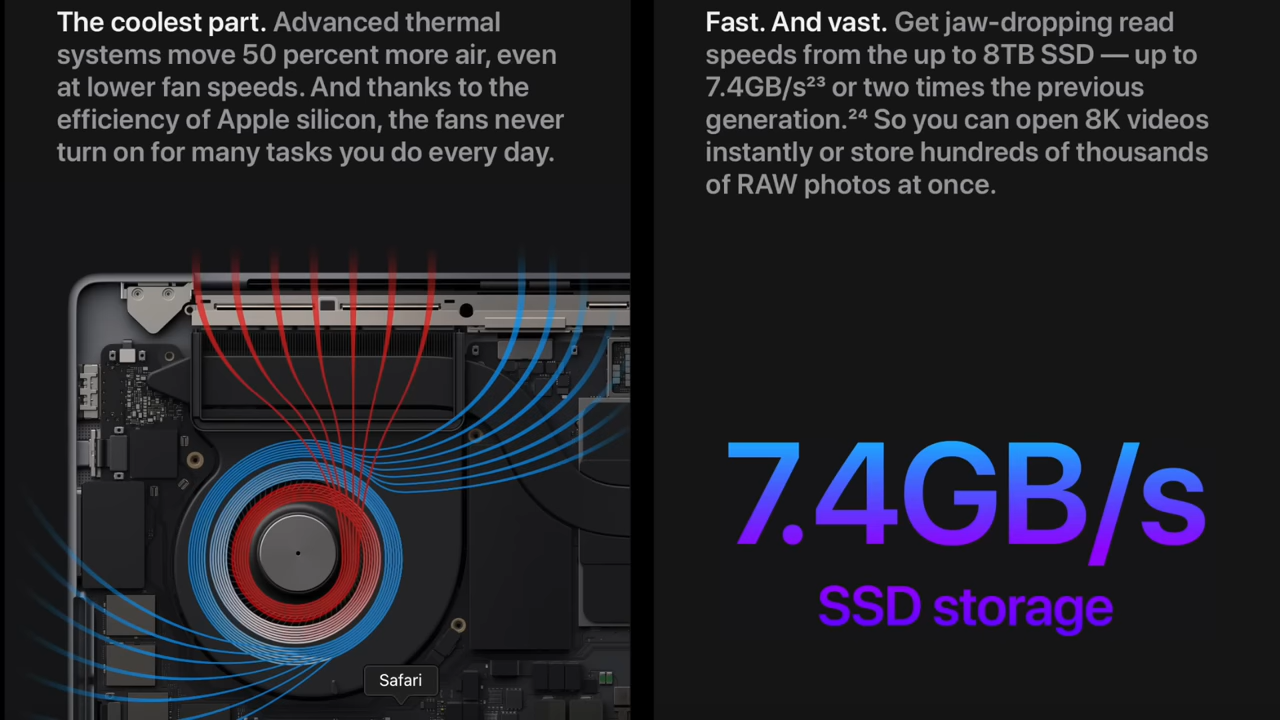 The coolest part. Advanced thermal
systems move 50 percent more air, even
at lower fan speeds. And thanks to the
efficiency of Apple silicon, the fans never
turn on for many tasks you do every day.
Fast. And vast. Get jaw-dropping read
speeds from the up to 8TB SSD — up to
7.4GB/s²³ or two times the previous
generation.²⁴ So you can open 8K videos
instantly or store hundreds of thousands
of RAW photos at once.
7.4GB/s
SSD storage
Safari